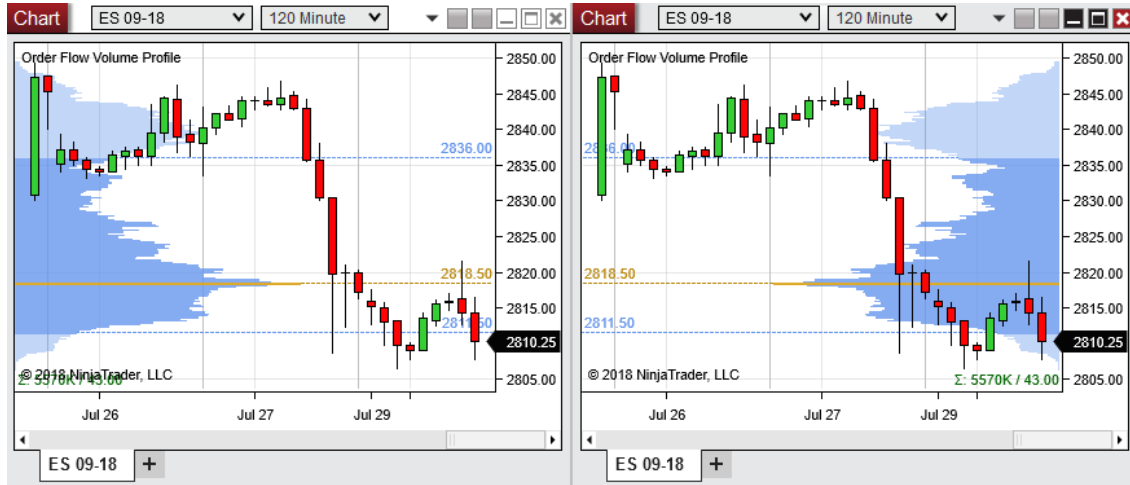 Chart ES 09-18 120 Minute
Order Flow Volume Profile
2850.00
2845.00
2840.00
2836.00
2835.00
2830.00
2825.00
2820.00
2818.50
2815.00
2811.50
2810.25
2805.00
© 2018 NinjaTrader, LLC
Σ: 5570K / 43.00
Jul 26 Jul 27 Jul 29
ES 09-18 +
Chart ES 09-18 120 Minute
Order Flow Volume Profile
2850.00
2845.00
2840.00
2836.00
2835.00
2830.00
2825.00
2820.00
2818.50
2815.00
2811.50
2810.25
2805.00
© 2018 NinjaTrader, LLC
Σ: 5570K / 43.00
Jul 26 Jul 27 Jul 29
ES 09-18 +